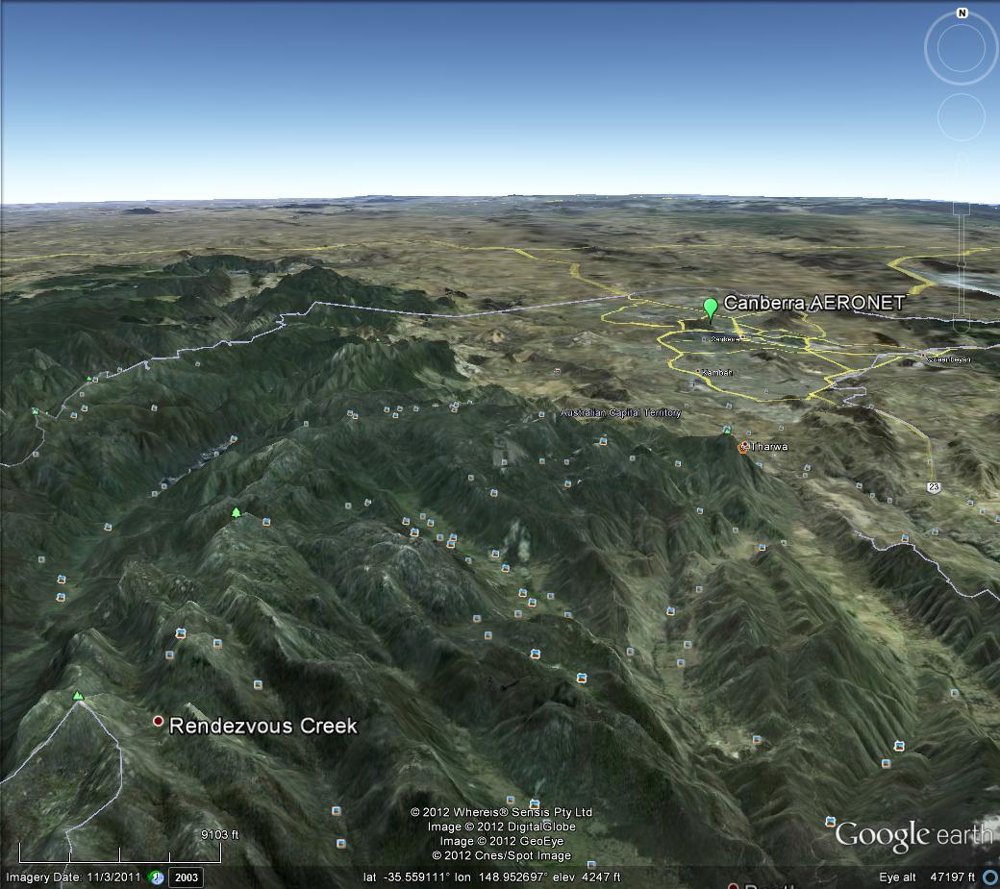 N
Canberra AERONET
Canberra
Queanbeyan
Kambah
Australian Capital Territory
Tharwa
23
Rendezvous Creek
© 2012 Whereis® Sensis Pty Ltd
Image © 2012 DigitalGlobe
Image © 2012 GeoEye
© 2012 Cnes/Spot Image
9103 ft
Google earth
Imagery Date: 11/3/2011
2003
lat -35.559111° lon 148.952697° elev 4247 ft
Eye alt 47197 ft